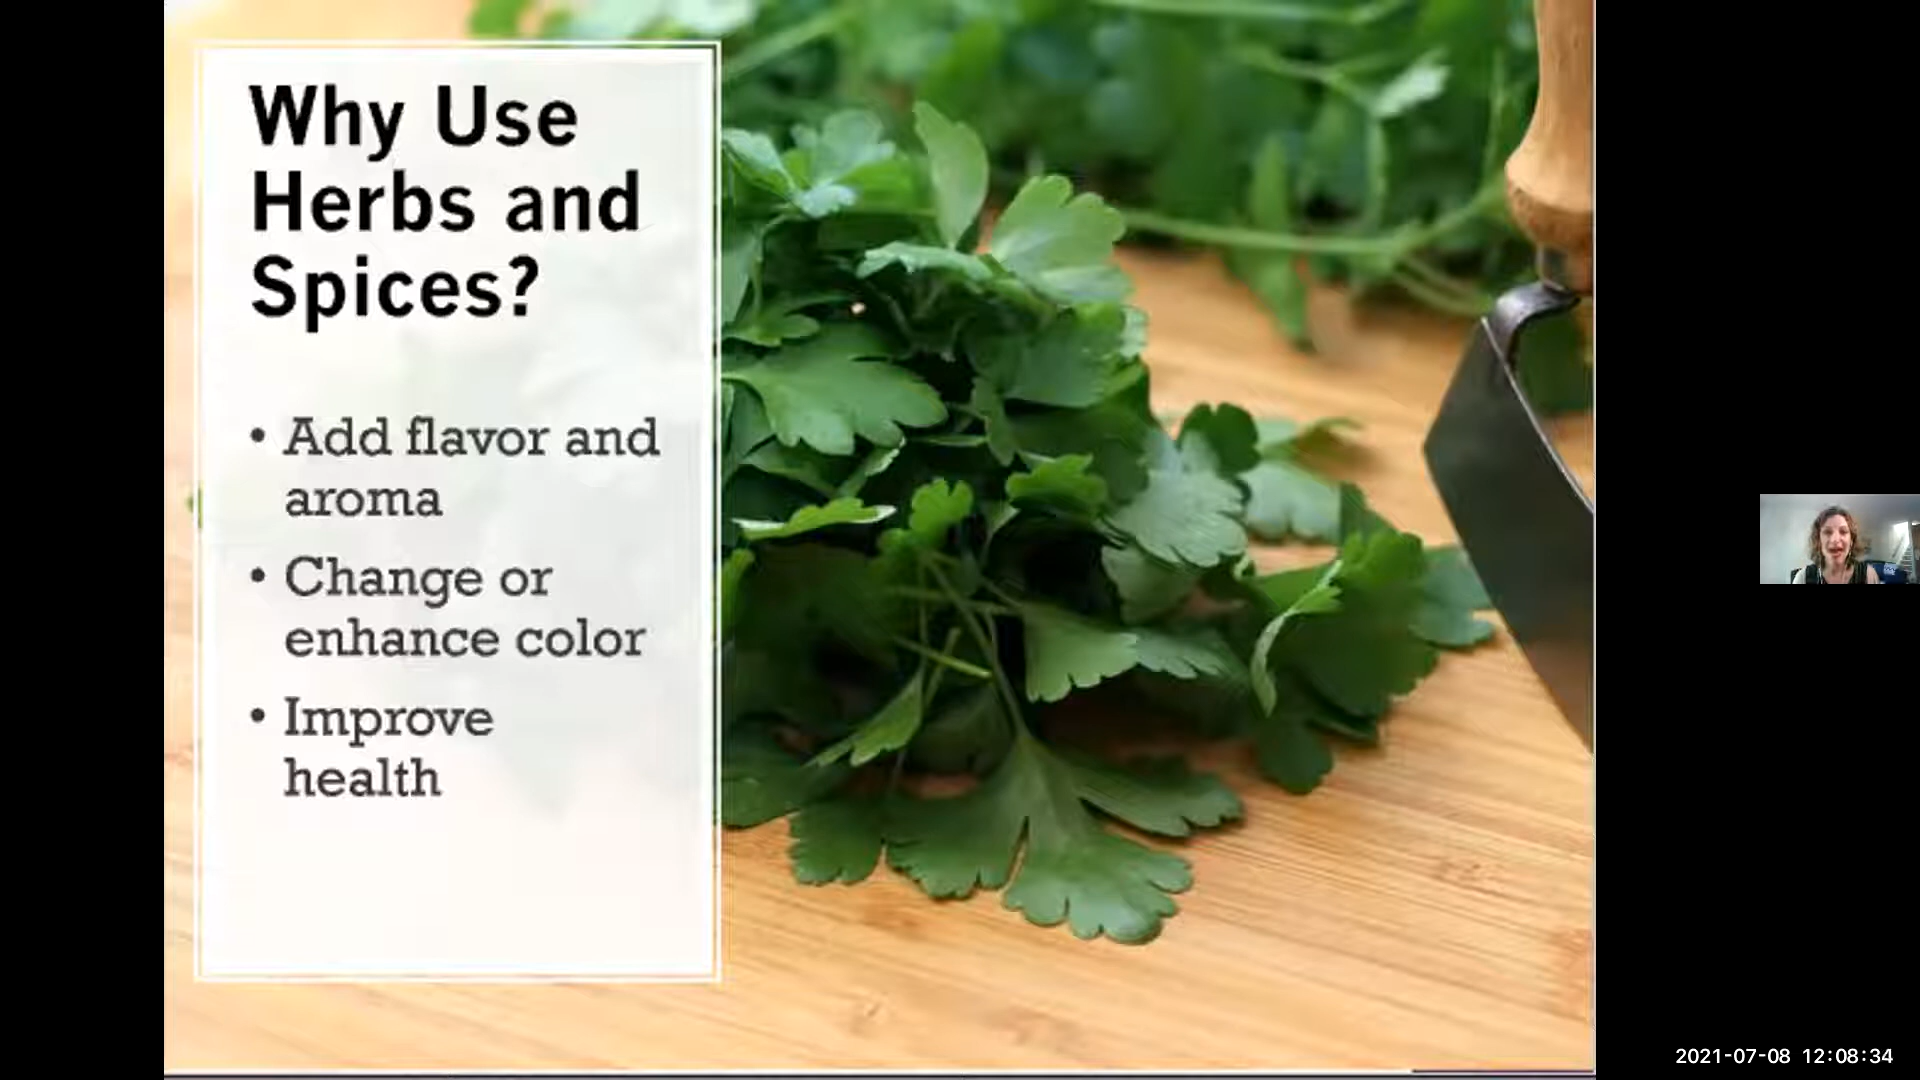 Why Use
Herbs and
Spices?
• Add flavor and
aroma
• Change or
enhance color
• Improve
health
2021-07-08 12:08:34